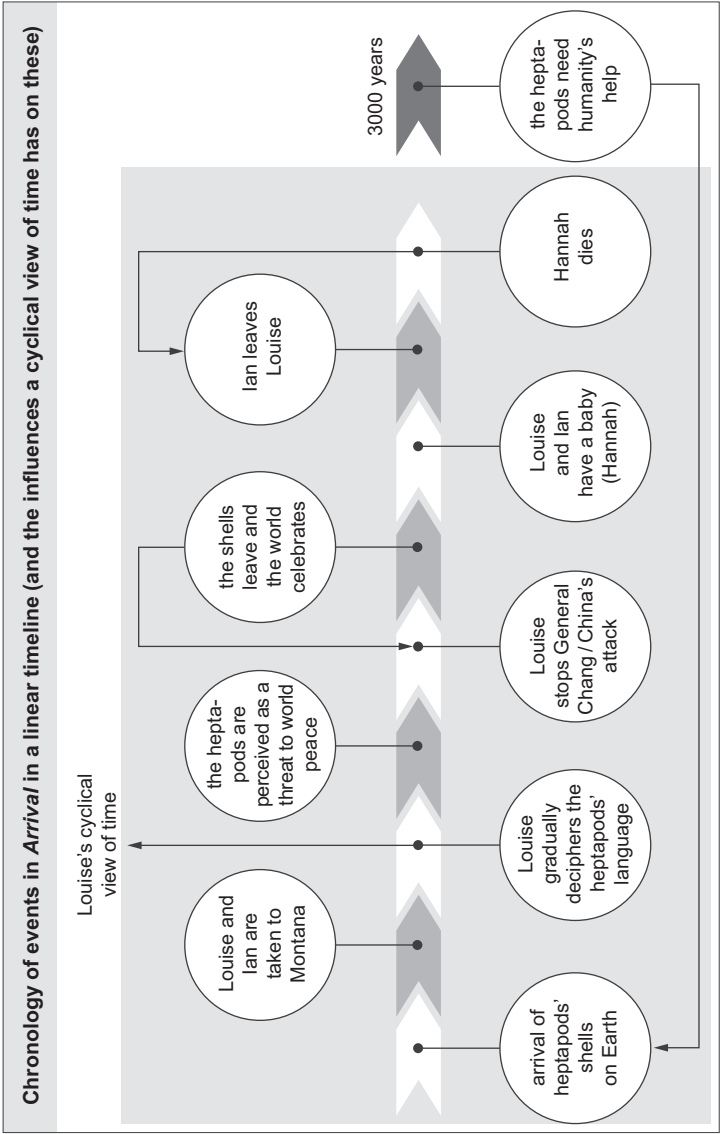 Chronology of events in Arrival in a linear timeline (and the influences a cyclical view of time has on these)
Louise's cyclical
view of time
Louise and
Ian are
taken to
Montana
the hepta-
pods are
perceived as a
threat to world
peace
the shells
leave and
the world
celebrates
Ian leaves
Louise
3000 years
arrival of
heptapods'
shells
on Earth
Louise
gradually
deciphers the
heptapods'
language
Louise
stops General
Chang / China's
attack
Louise
and Ian
have a baby
(Hannah)
Hannah
dies
the hepta-
pods need
humanity's
help